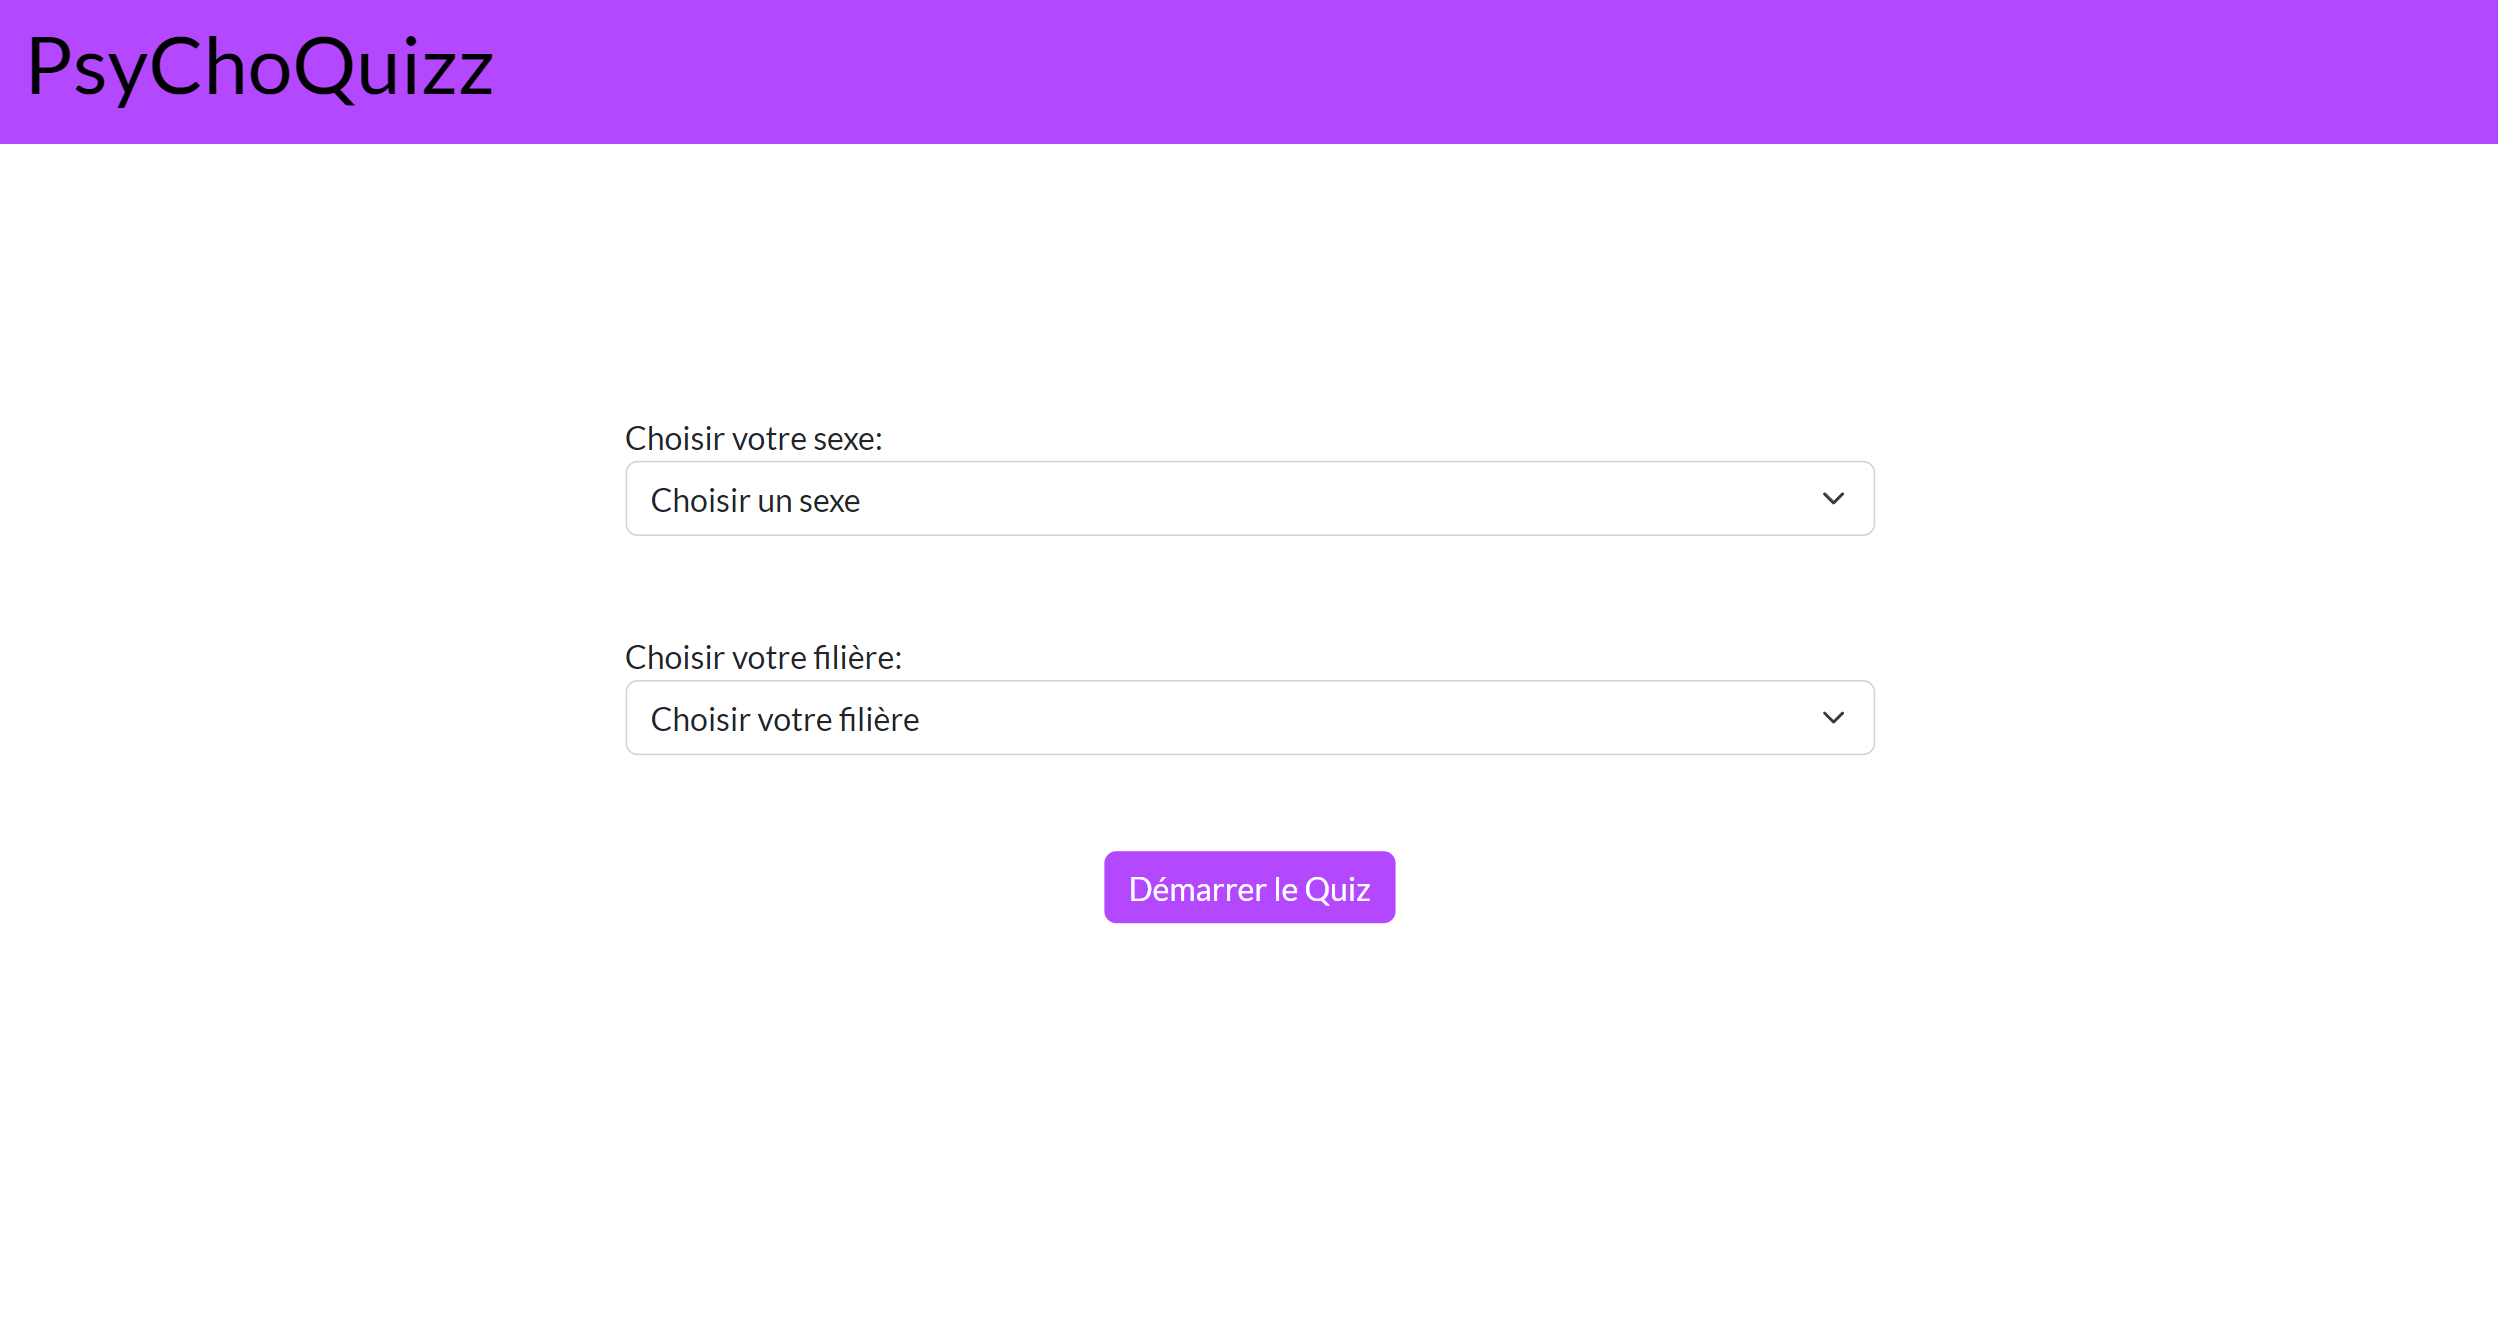 PsyChoQuizz
Choisir votre sexe:
Choisir un sexe
Choisir votre filière:
Choisir votre filière
Démarrer le Quiz